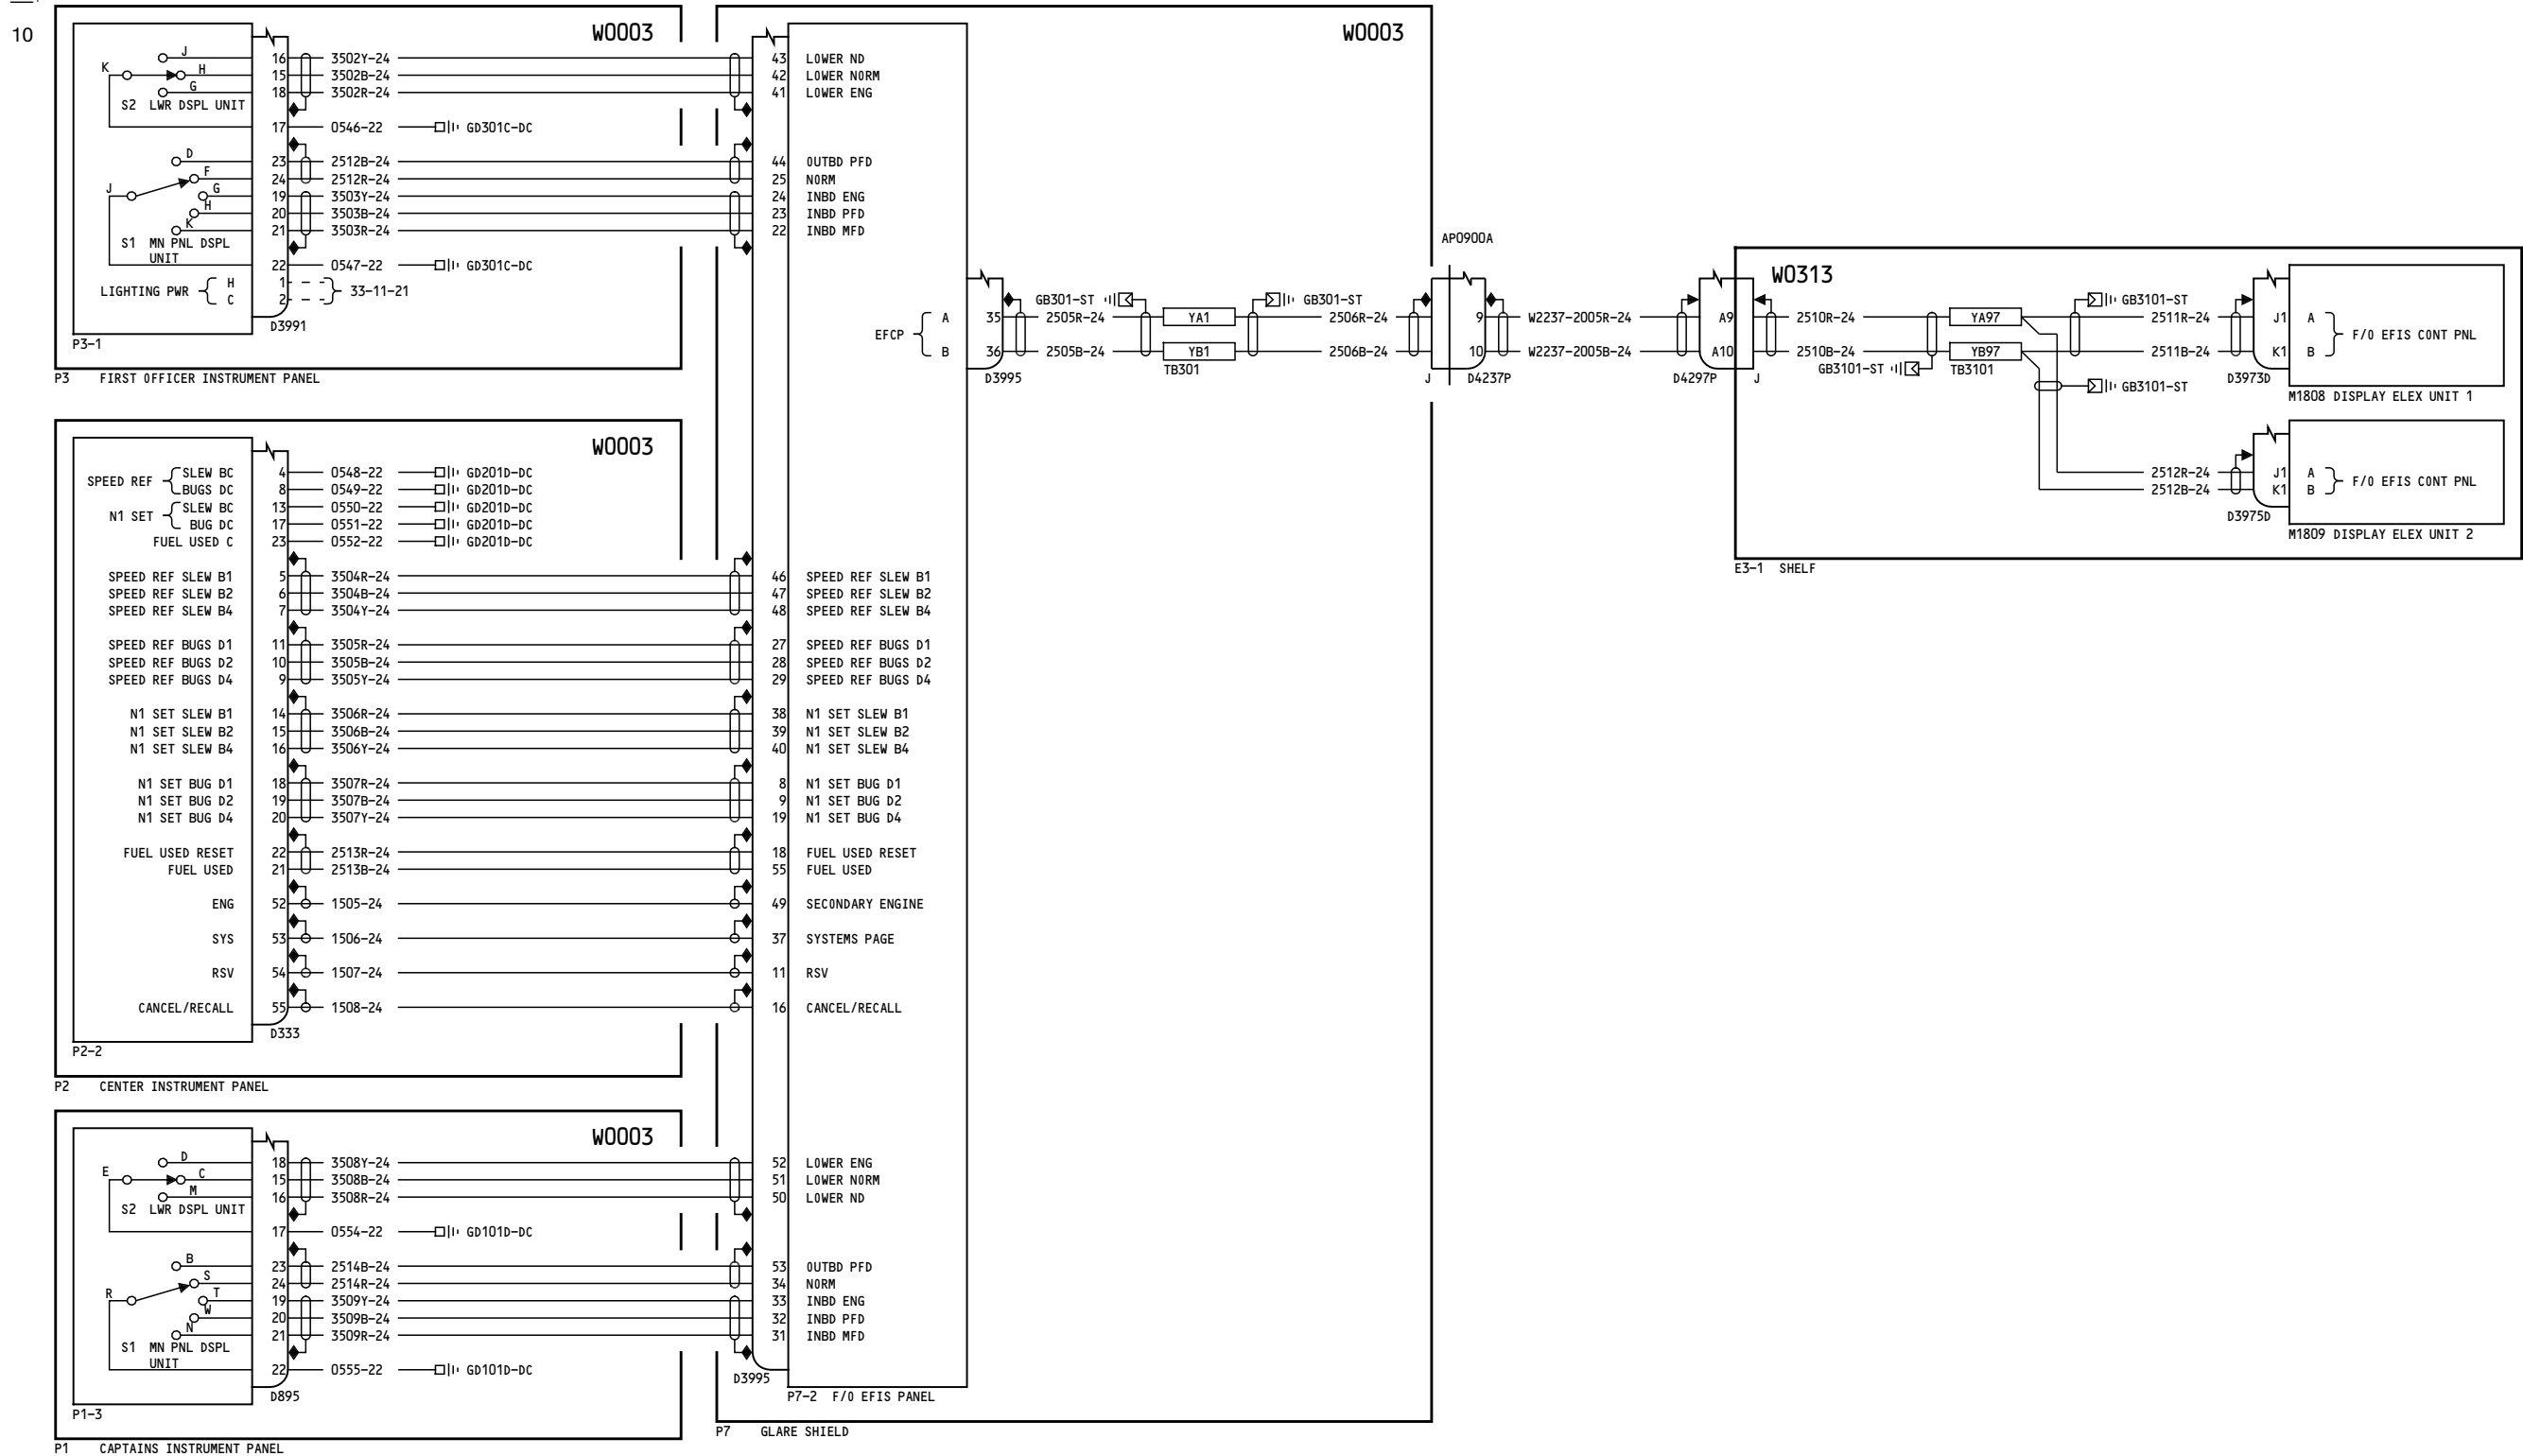 10
W0003
K
J
H
G
S2 LWR DSPL UNIT
16 3502Y-24
15 3502B-24
18 3502R-24
17 0546-22 GD301C-DC
D
F
J
G
H
K
S1 MN PNL DSPL
UNIT
23 2512B-24
24 2512R-24
19 3503Y-24
20 3503B-24
21 3503R-24
22 0547-22 GD301C-DC
LIGHTING PWR H 1 33-11-21
C 2
D3991
P3-1
P3 FIRST OFFICER INSTRUMENT PANEL
W0003
SPEED REF SLEW BC 4 0548-22 GD201D-DC
BUGS DC 8 0549-22 GD201D-DC
N1 SET SLEW BC 13 0550-22 GD201D-DC
BUG DC 17 0551-22 GD201D-DC
FUEL USED C 23 0552-22 GD201D-DC
SPEED REF SLEW B1 5 3504R-24
SPEED REF SLEW B2 6 3504B-24
SPEED REF SLEW B4 7 3504Y-24
SPEED REF BUGS D1 11 3505R-24
SPEED REF BUGS D2 10 3505B-24
SPEED REF BUGS D4 9 3505Y-24
N1 SET SLEW B1 14 3506R-24
N1 SET SLEW B2 15 3506B-24
N1 SET SLEW B4 16 3506Y-24
N1 SET BUG D1 18 3507R-24
N1 SET BUG D2 19 3507B-24
N1 SET BUG D4 20 3507Y-24
FUEL USED RESET 22 2513R-24
FUEL USED 21 2513B-24
ENG 52 1505-24
SYS 53 1506-24
RSV 54 1507-24
CANCEL/RECALL 55 1508-24
D333
P2-2
P2 CENTER INSTRUMENT PANEL
W0003
E
D
C
M
S2 LWR DSPL UNIT
18 3508Y-24
15 3508B-24
16 3508R-24
17 0554-22 GD101D-DC
B
S
R
T
W
N
S1 MN PNL DSPL
UNIT
23 2514B-24
24 2514R-24
19 3509Y-24
20 3509B-24
21 3509R-24
22 0555-22 GD101D-DC
D895
P1-3
P1 CAPTAINS INSTRUMENT PANEL
W0003
43 LOWER ND
42 LOWER NORM
41 LOWER ENG
44 OUTBD PFD
25 NORM
24 INBD ENG
23 INBD PFD
22 INBD MFD
46 SPEED REF SLEW B1
47 SPEED REF SLEW B2
48 SPEED REF SLEW B4
27 SPEED REF BUGS D1
28 SPEED REF BUGS D2
29 SPEED REF BUGS D4
38 N1 SET SLEW B1
39 N1 SET SLEW B2
40 N1 SET SLEW B4
8 N1 SET BUG D1
9 N1 SET BUG D2
19 N1 SET BUG D4
18 FUEL USED RESET
55 FUEL USED
49 SECONDARY ENGINE
37 SYSTEMS PAGE
11 RSV
16 CANCEL/RECALL
52 LOWER ENG
51 LOWER NORM
50 LOWER ND
53 OUTBD PFD
34 NORM
33 INBD ENG
32 INBD PFD
31 INBD MFD
D3995
P7-2 F/O EFIS PANEL
P7 GLARE SHIELD
EFCP
A 35 2505R-24 YA1 2506R-24
B 36 2505B-24 YB1 2506B-24
GB301-ST
GB301-ST
D3995
TB301
AP0900A
J
D4237P
9 W2237-2005R-24 A9
10 W2237-2005B-24 A10
D4297P
J
W0313
2510R-24 YA97 2511R-24 J1 A
2510B-24 YB97 2511B-24 K1 B
F/O EFIS CONT PNL
GB3101-ST
GB3101-ST
TB3101
GB3101-ST
D3973D
M1808 DISPLAY ELEX UNIT 1
2512R-24 J1 A
2512B-24 K1 B
F/O EFIS CONT PNL
D3975D
M1809 DISPLAY ELEX UNIT 2
E3-1 SHELF